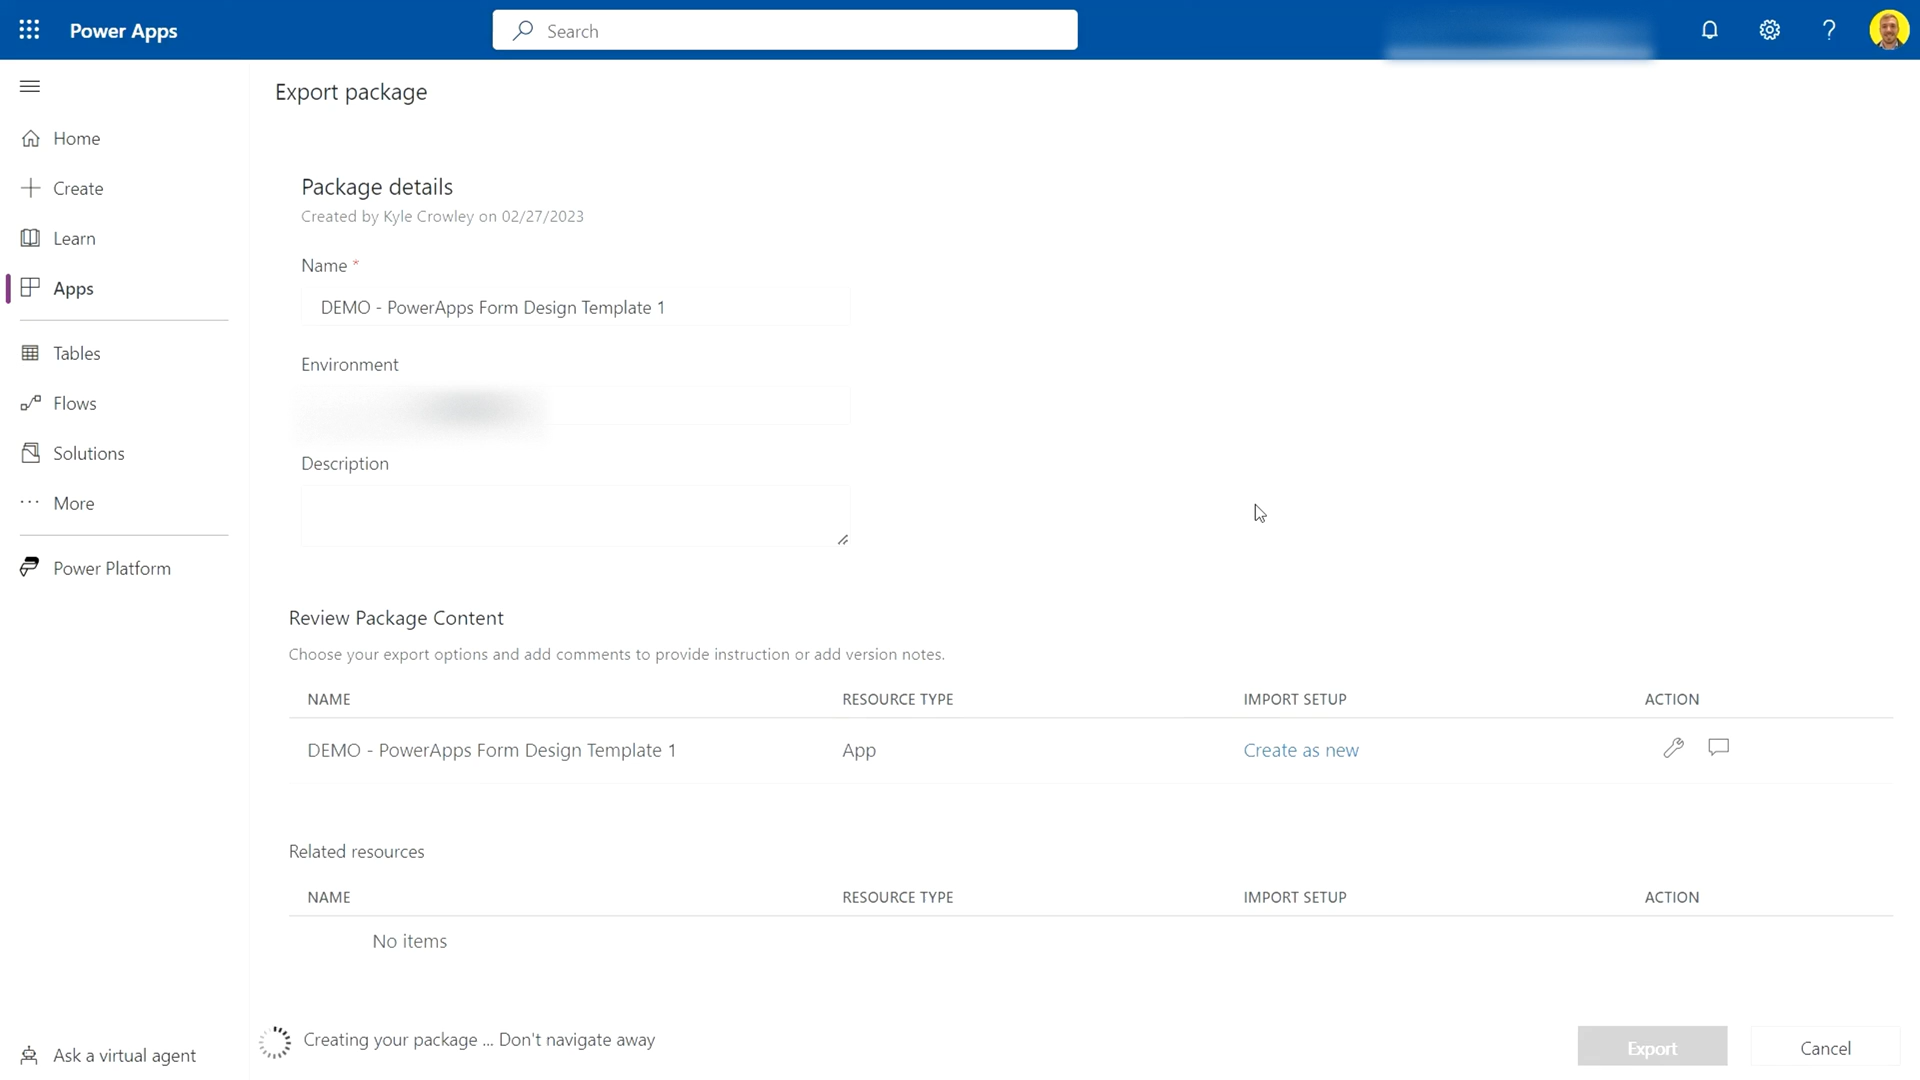 Power Apps
Search
?
Export package
Home
Create
Learn
Apps
Tables
Flows
Solutions
More
Power Platform
Ask a virtual agent
Package details
Created by Kyle Crowley on 02/27/2023
Name *
DEMO - PowerApps Form Design Template 1
Environment
Description
Review Package Content
Choose your export options and add comments to provide instruction or add version notes.
NAME RESOURCE TYPE IMPORT SETUP ACTION
DEMO - PowerApps Form Design Template 1 App Create as new
Related resources
NAME RESOURCE TYPE IMPORT SETUP ACTION
No items
Creating your package ... Don't navigate away
Export Cancel